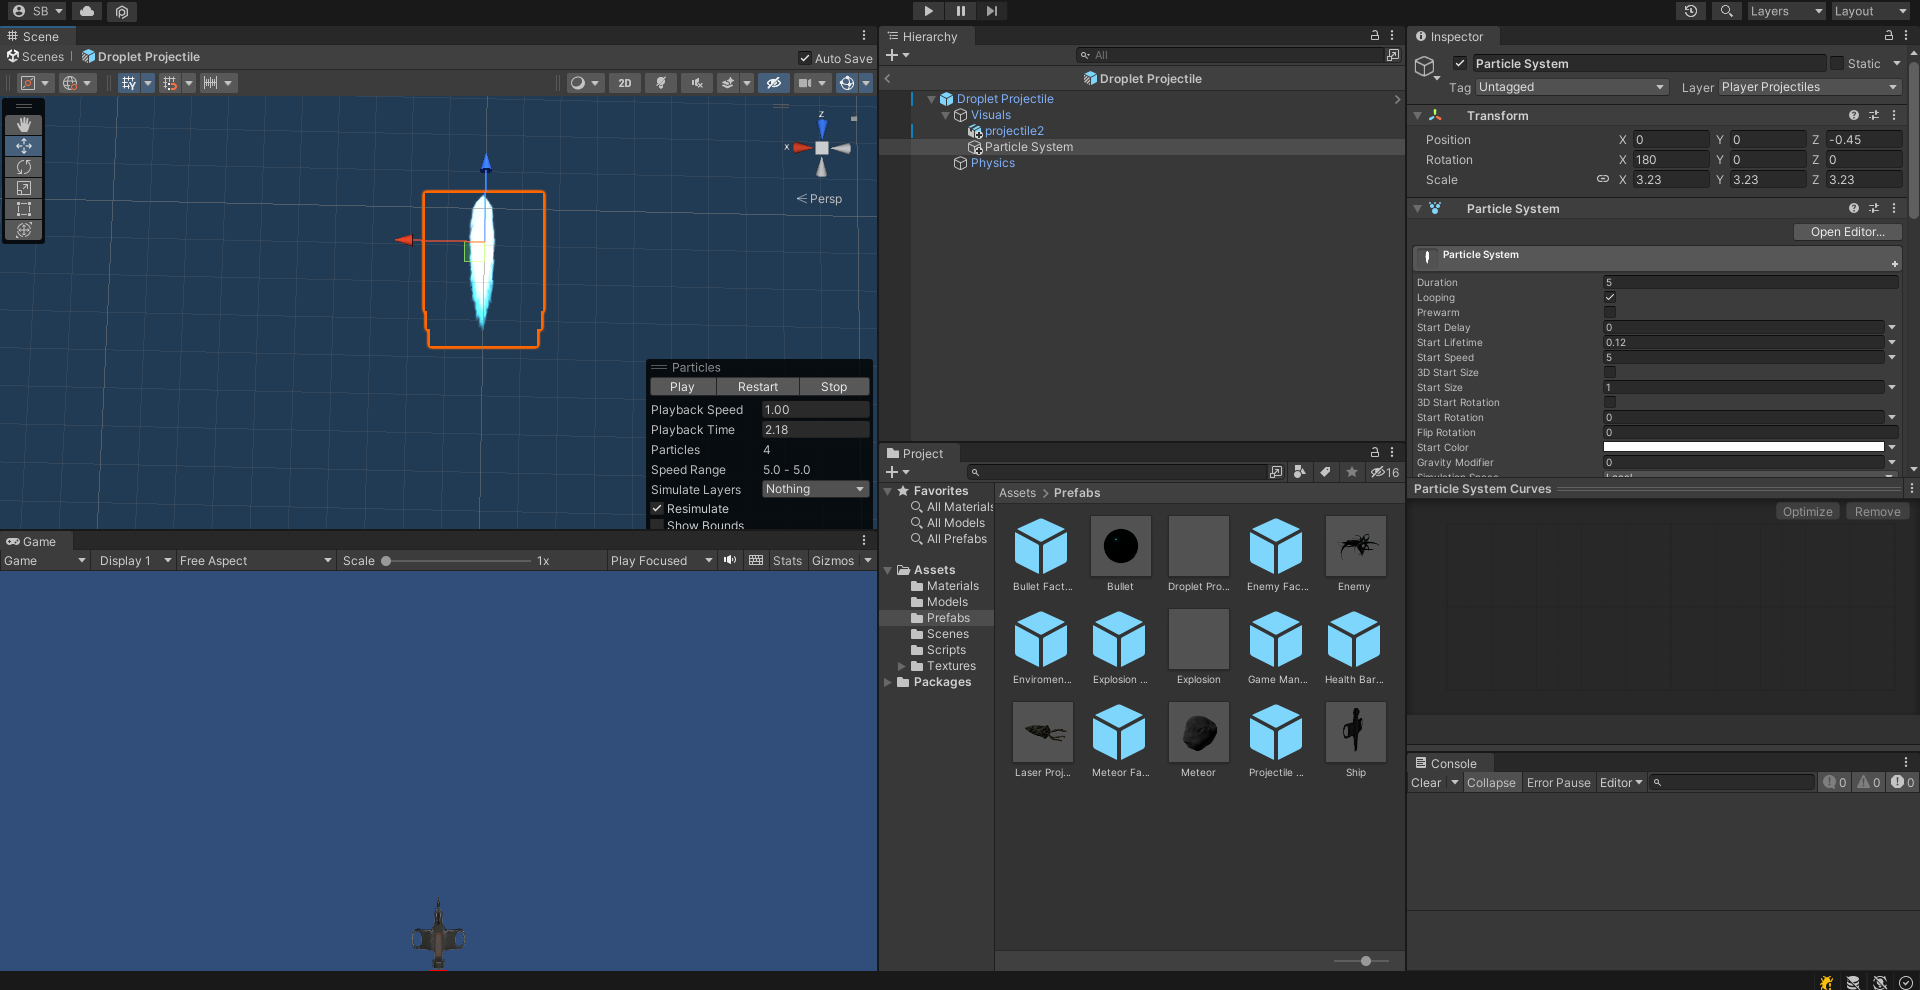 SB
Layers
Layout
Scene
Scenes
Droplet Projectile
Auto Save
2D
z
x
Persp
Particles
Play
Restart
Stop
Playback Speed
1.00
Playback Time
2.18
Particles
4
Speed Range
5.0 - 5.0
Simulate Layers
Nothing
Resimulate
Show Bounds
Game
Game
Display 1
Free Aspect
Scale
1x
Play Focused
Stats
Gizmos
Hierarchy
All
Droplet Projectile
Droplet Projectile
Visuals
projectile2
Particle System
Physics
Project
16
Favorites
All Materials
All Models
All Prefabs
Assets
Materials
Models
Prefabs
Scenes
Scripts
Textures
Packages
Assets > Prefabs
Bullet Fact...
Bullet
Droplet Pro...
Enemy Fac...
Enemy
Enviromen...
Explosion ...
Explosion
Game Man...
Health Bar...
Laser Proj...
Meteor Fa...
Meteor
Projectile ...
Ship
Inspector
Particle System
Static
Tag
Untagged
Layer
Player Projectiles
Transform
Position
X 0
Y 0
Z -0.45
Rotation
X 180
Y 0
Z 0
Scale
X 3.23
Y 3.23
Z 3.23
Particle System
Open Editor...
Particle System
Duration
5
Looping
Prewarm
Start Delay
0
Start Lifetime
0.12
Start Speed
5
3D Start Size
Start Size
1
3D Start Rotation
Start Rotation
0
Flip Rotation
0
Start Color
Gravity Modifier
0
Particle System Curves
Optimize
Remove
Console
Clear
Collapse
Error Pause
Editor
0
0
0